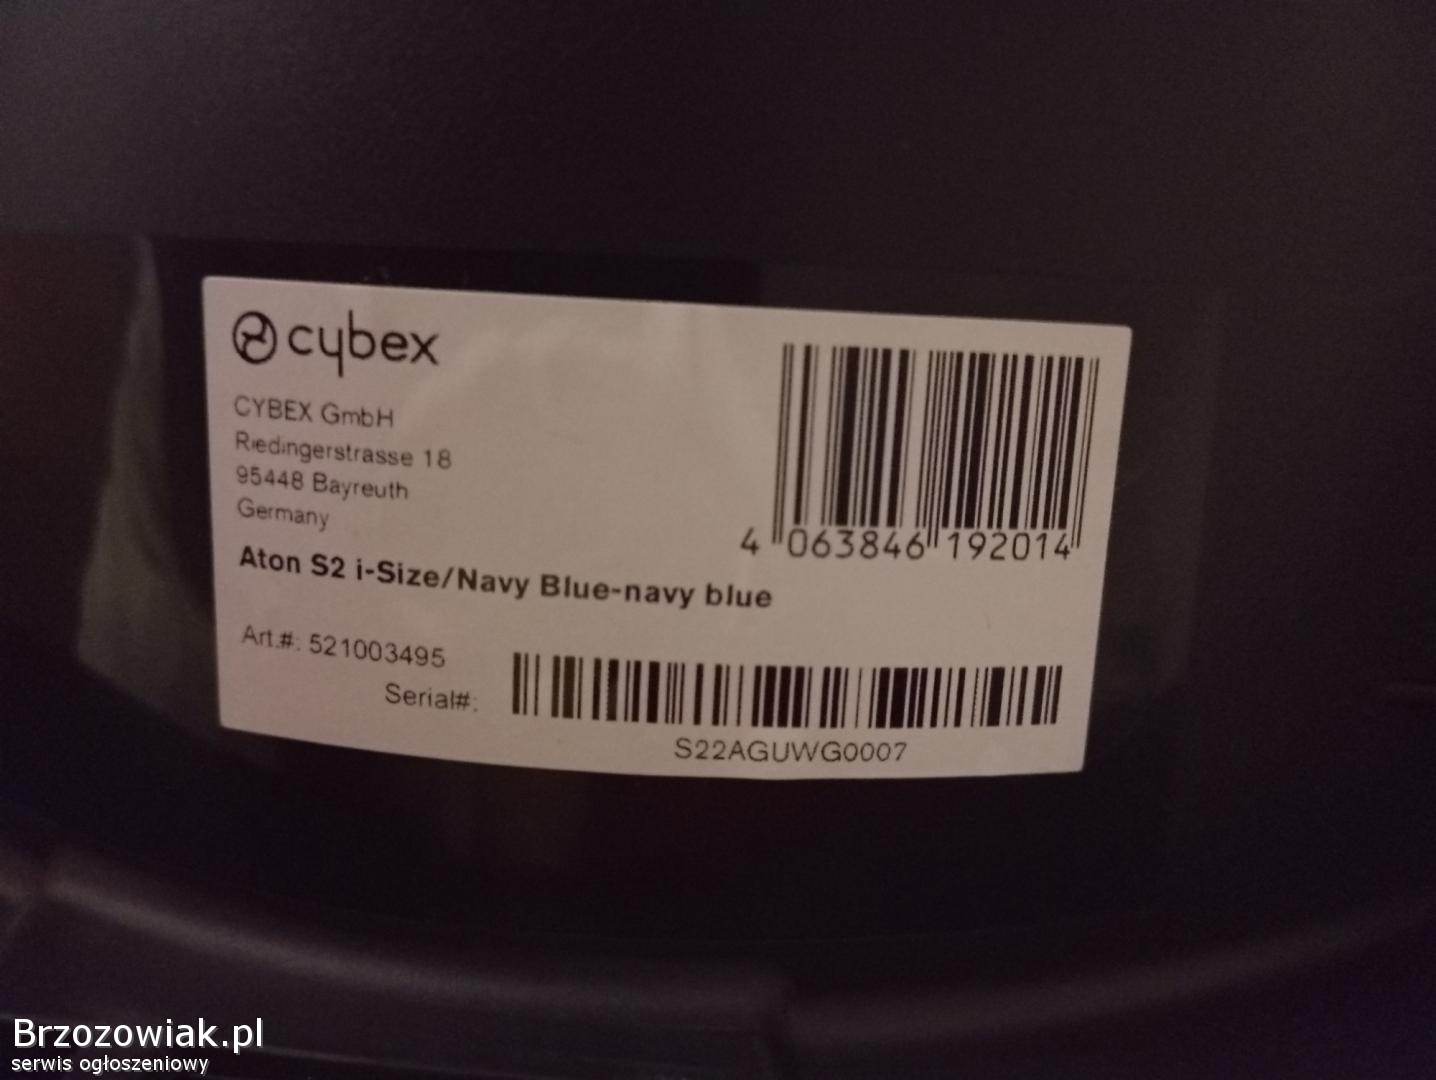 cybex
CYBEX GmbH
Riedingerstrasse 18
95448 Bayreuth
Germany
4 063846 192014
Aton S2 i-Size/Navy Blue-navy blue
Art.#: 521003495
Serial#:
S22AGUWG0007
Brzozowiak.pl
serwis ogłoszeniowy